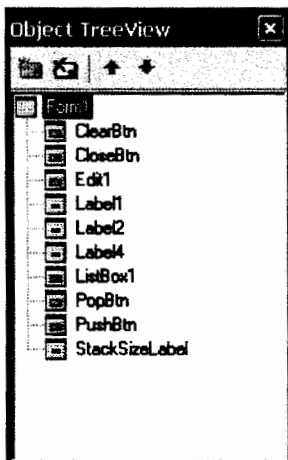 Object TreeView
Form1
ClearBtn
CloseBtn
Edit1
Label1
Label2
Label4
ListBox1
PopBtn
PushBtn
StackSizeLabel